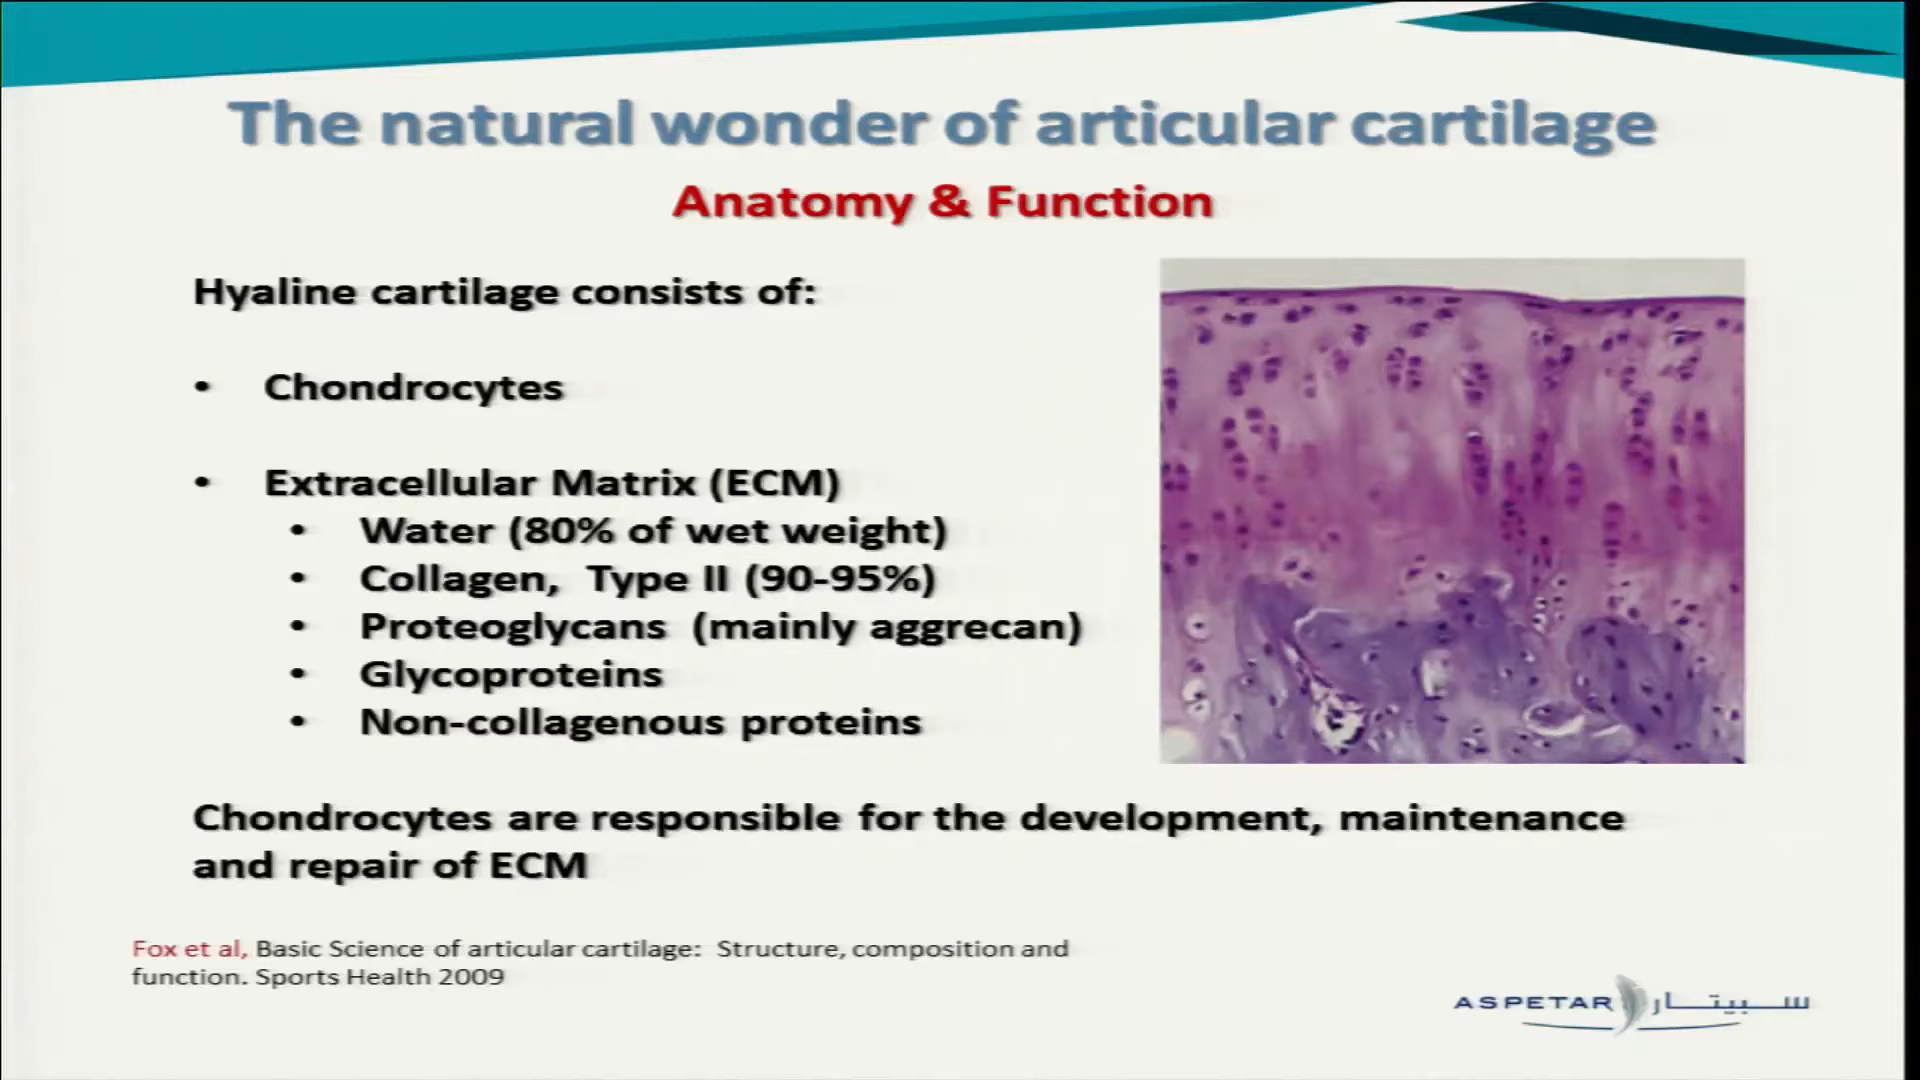 The natural wonder of articular cartilage
Anatomy & Function
Hyaline cartilage consists of:
• Chondrocytes
• Extracellular Matrix (ECM)
• Water (80% of wet weight)
• Collagen, Type II (90-95%)
• Proteoglycans (mainly aggrecan)
• Glycoproteins
• Non-collagenous proteins
Chondrocytes are responsible for the development, maintenance
and repair of ECM
Fox et al, Basic Science of articular cartilage: Structure, composition and
function. Sports Health 2009
ASPETAR سبيتار